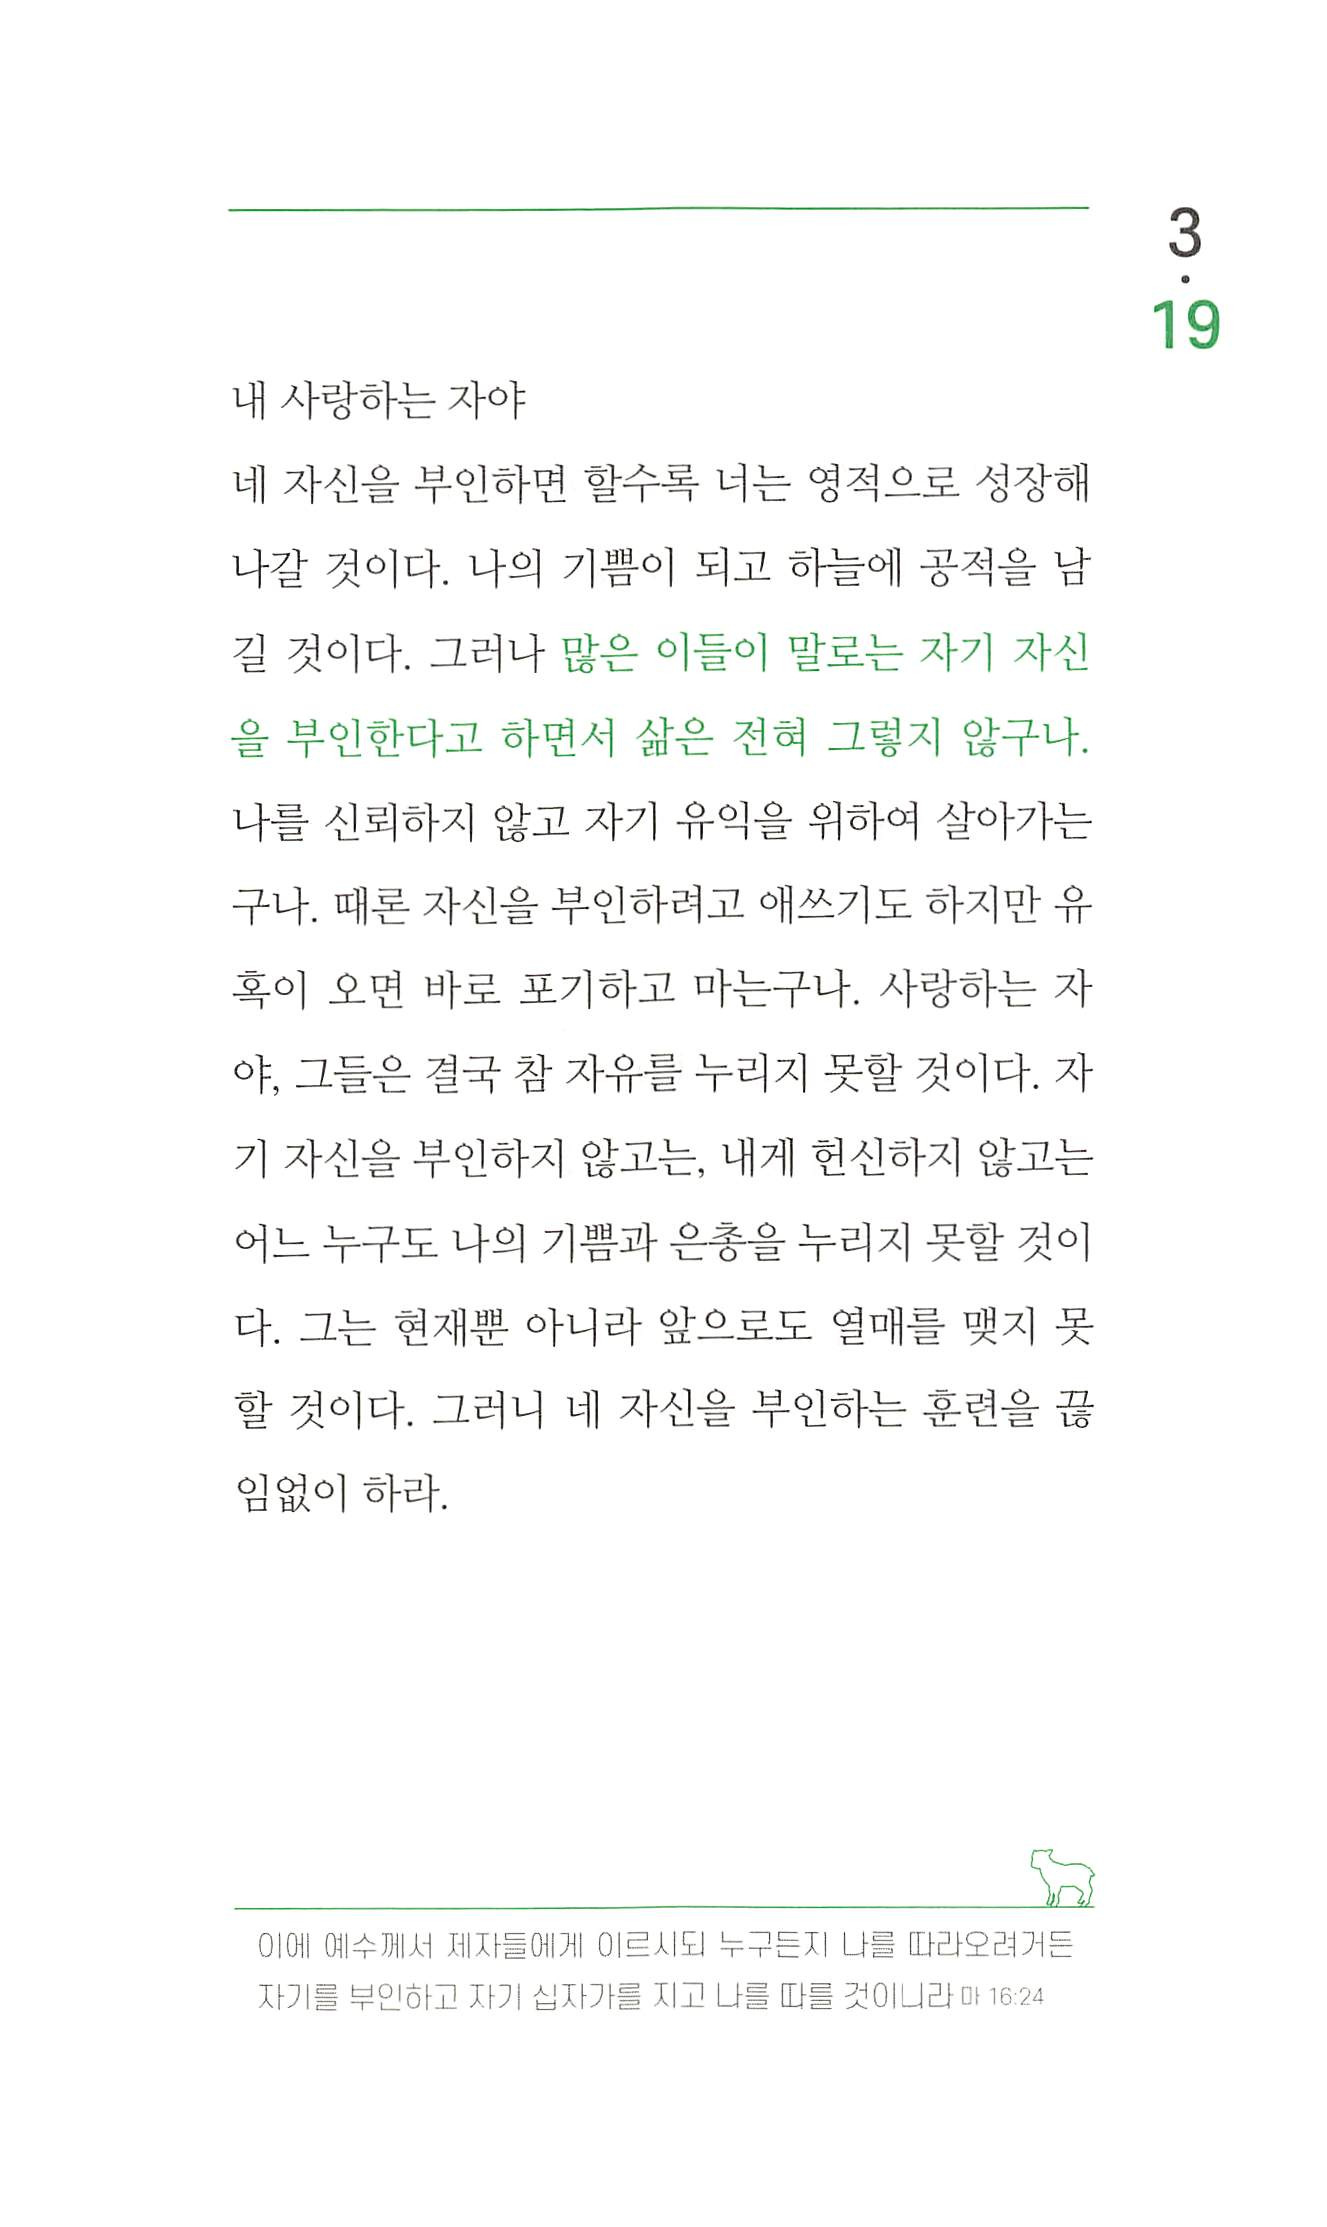 3
·
19
내 사랑하는 자야
네 자신을 부인하면 할수록 너는 영적으로 성장해
나갈 것이다. 나의 기쁨이 되고 하늘에 공적을 남
길 것이다. 그러나 많은 이들이 말로는 자기 자신
을 부인한다고 하면서 삶은 전혀 그렇지 않구나.
나를 신뢰하지 않고 자기 유익을 위하여 살아가는
구나. 때론 자신을 부인하려고 애쓰기도 하지만 유
혹이 오면 바로 포기하고 마는구나. 사랑하는 자
야, 그들은 결국 참 자유를 누리지 못할 것이다. 자
기 자신을 부인하지 않고는, 내게 헌신하지 않고는
어느 누구도 나의 기쁨과 은총을 누리지 못할 것이
다. 그는 현재뿐 아니라 앞으로도 열매를 맺지 못
할 것이다. 그러니 네 자신을 부인하는 훈련을 끊
임없이 하라.
이에 예수께서 제자들에게 이르시되 누구든지 나를 따라오려거든
자기를 부인하고 자기 십자가를 지고 나를 따를 것이니라 마 16:24